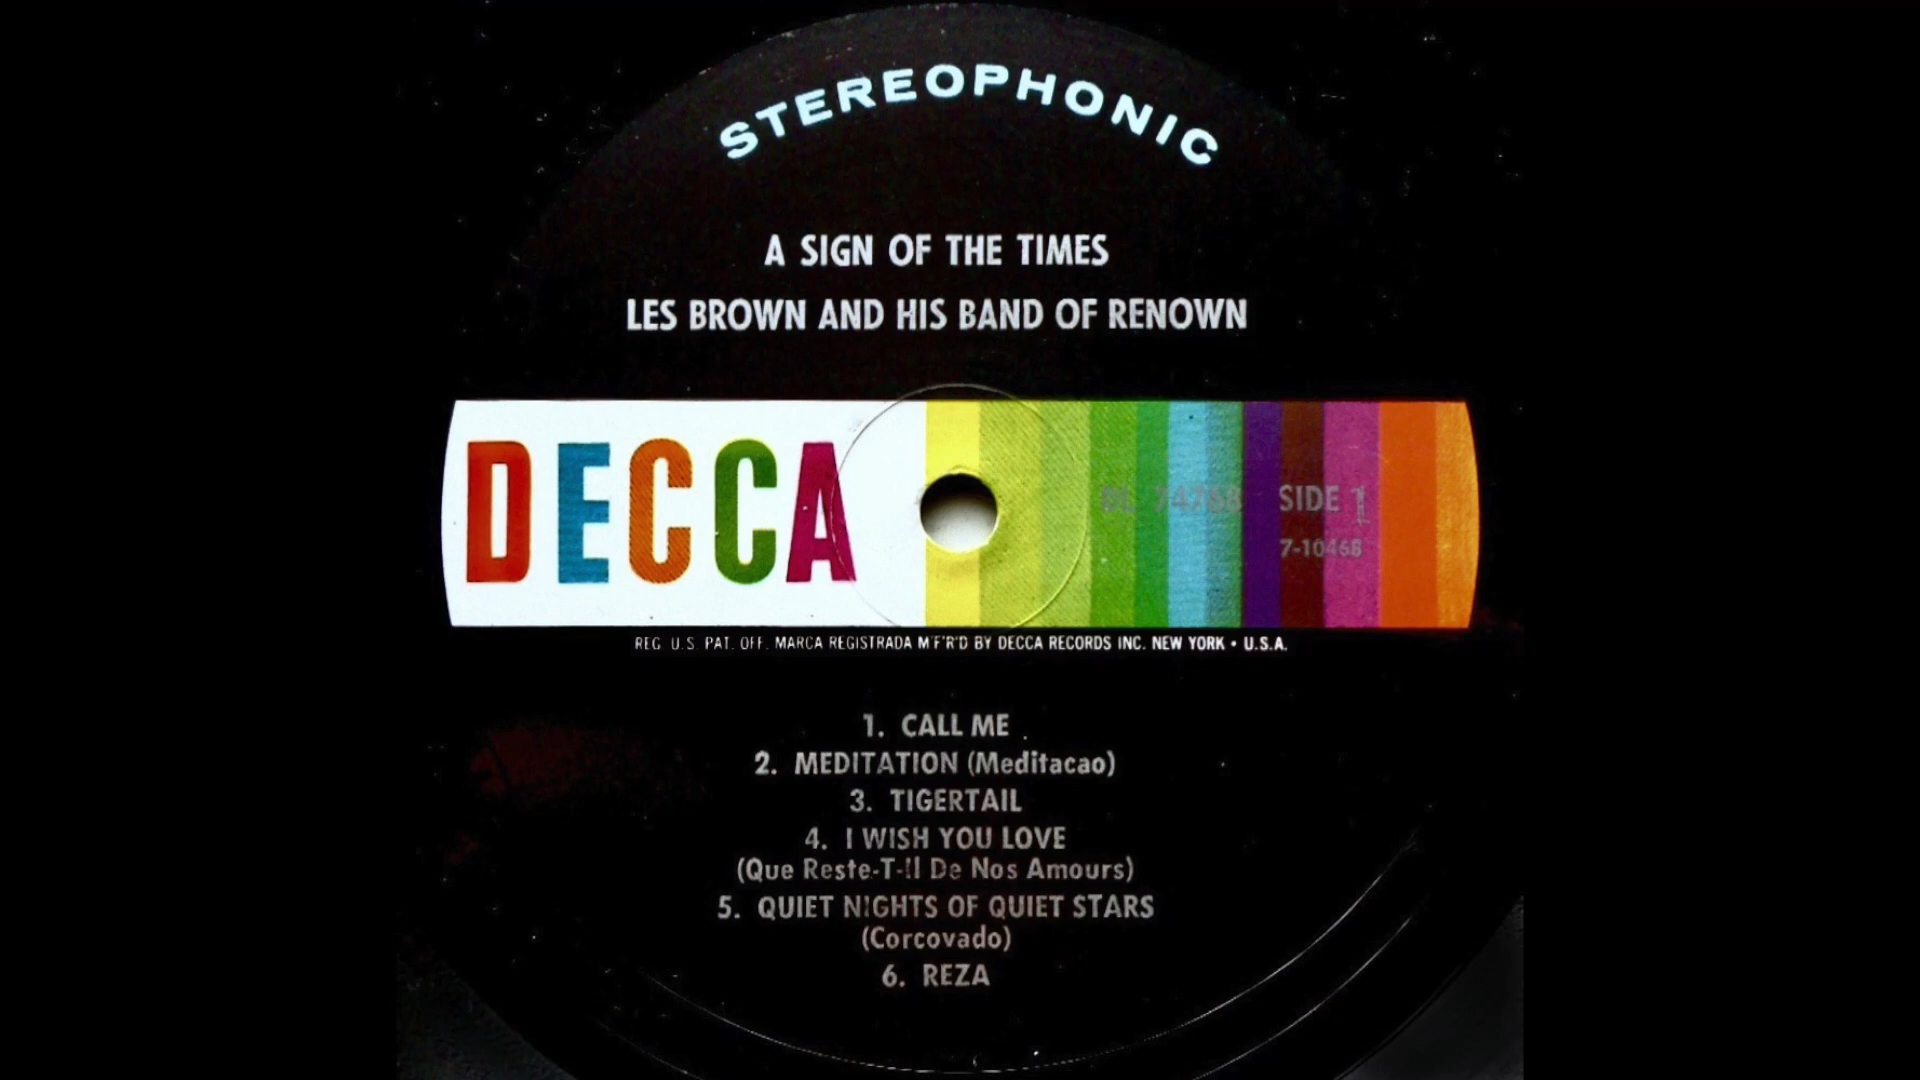 STEREOPHONIC
A SIGN OF THE TIMES
LES BROWN AND HIS BAND OF RENOWN
DECCA
DL 74768 SIDE 1
7-10468
REG. U.S. PAT. OFF. MARCA REGISTRADA M'F'R'D BY DECCA RECORDS INC. NEW YORK • U.S.A.
1. CALL ME
2. MEDITATION (Meditacao)
3. TIGERTAIL
4. I WISH YOU LOVE
(Que Reste-T-Il De Nos Amours)
5. QUIET NIGHTS OF QUIET STARS
(Corcovado)
6. REZA